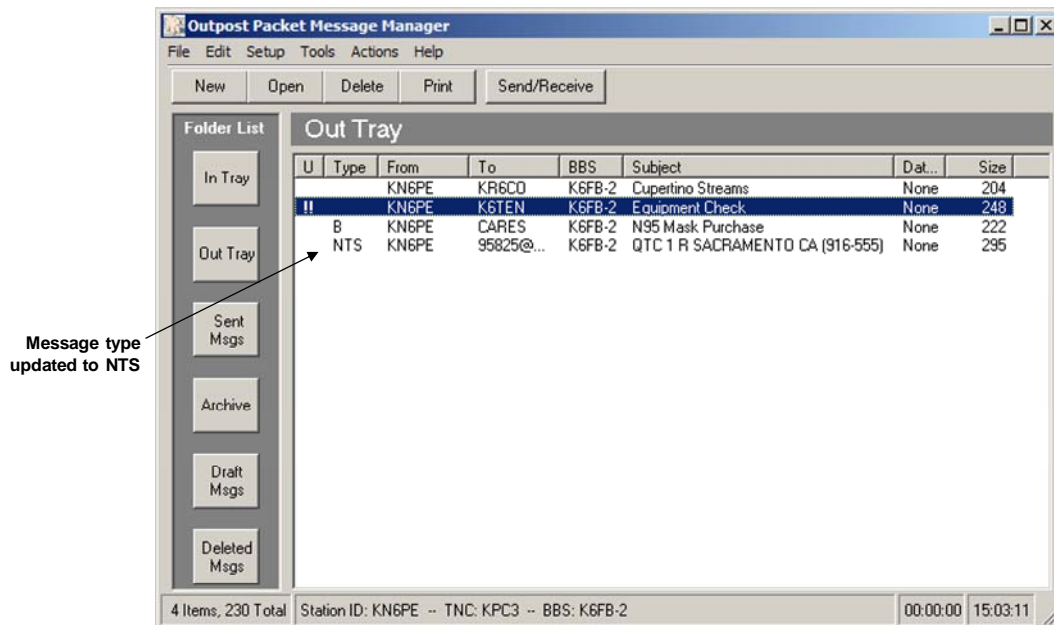 Outpost Packet Message Manager
File Edit Setup Tools Actions Help
New Open Delete Print Send/Receive
Folder List
Out Tray
In Tray
Out Tray
Sent
Msgs
Archive
Draft
Msgs
Deleted
Msgs
U Type From To BBS Subject Dat... Size
KN6PE KR6CO K6FB-2 Cupertino Streams None 204
!! KN6PE K6TEN K6FB-2 Equipment Check None 248
B KN6PE CARES K6FB-2 N95 Mask Purchase None 222
NTS KN6PE 95825@... K6FB-2 QTC 1 R SACRAMENTO CA (916-555) None 295
Message type
updated to NTS
4 Items, 230 Total Station ID: KN6PE -- TNC: KPC3 -- BBS: K6FB-2 00:00:00 15:03:11